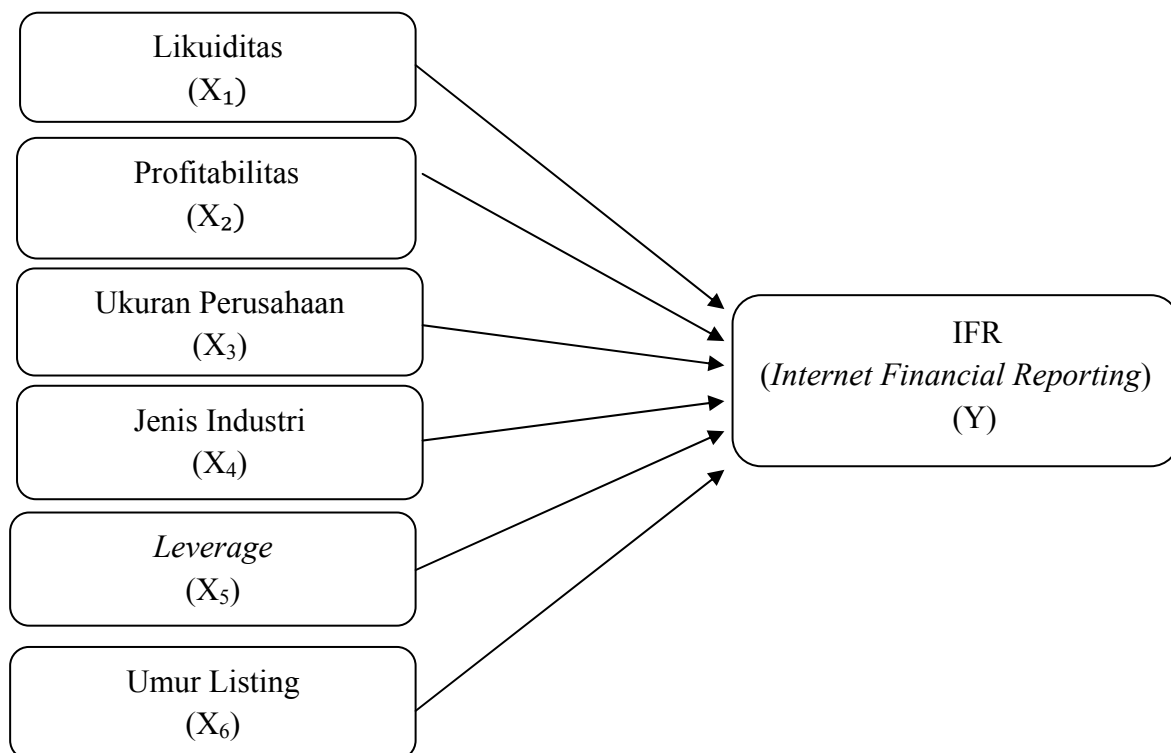 Likuiditas
(X₁)
Profitabilitas
(X₂)
Ukuran Perusahaan
(X₃)
Jenis Industri
(X₄)
Leverage
(X₅)
Umur Listing
(X₆)
IFR
(Internet Financial Reporting)
(Y)